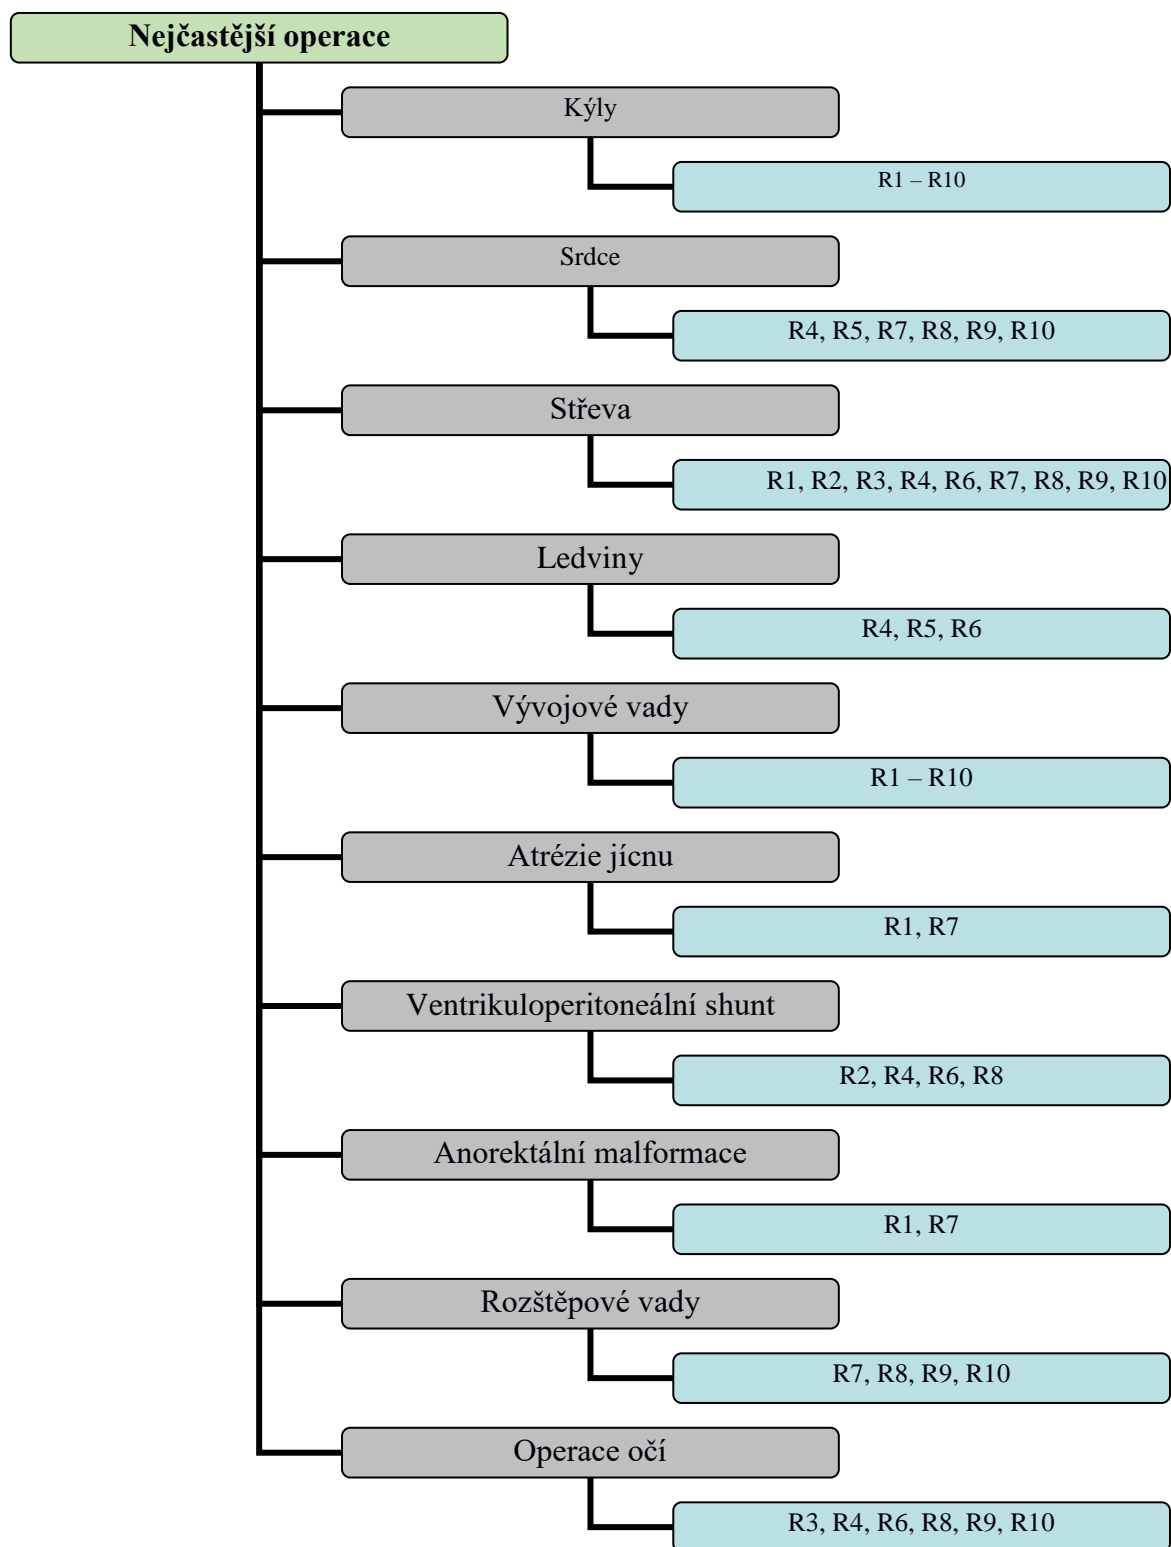 Nejčastější operace
Kýly
R1 – R10
Srdce
R4, R5, R7, R8, R9, R10
Střeva
R1, R2, R3, R4, R6, R7, R8, R9, R10
Ledviny
R4, R5, R6
Vývojové vady
R1 – R10
Atrézie jícnu
R1, R7
Ventrikuloperitoneální shunt
R2, R4, R6, R8
Anorektální malformace
R1, R7
Rozštěpové vady
R7, R8, R9, R10
Operace očí
R3, R4, R6, R8, R9, R10